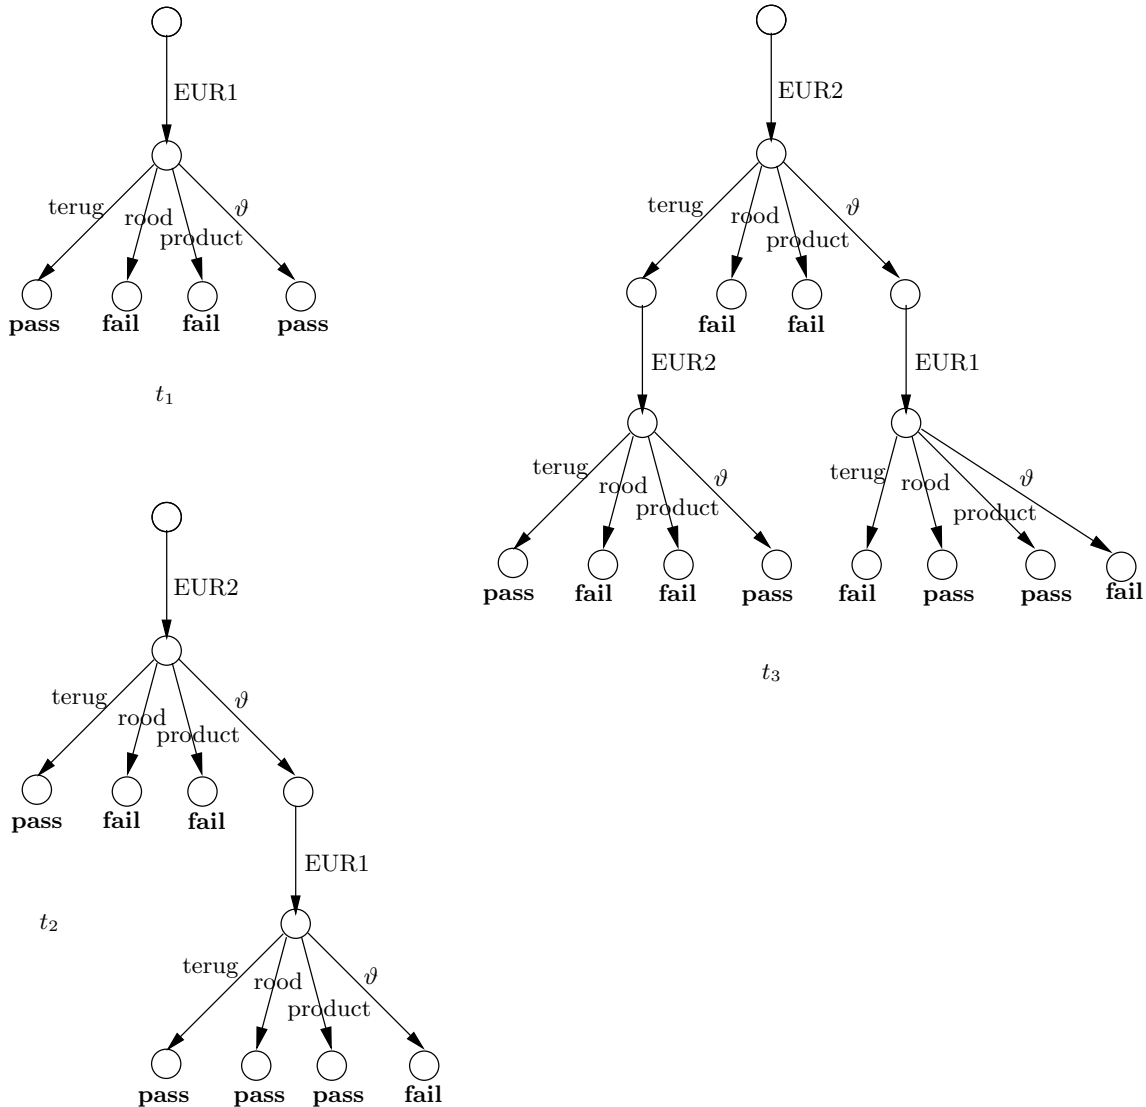 EUR1
terug
rood
product
ϑ
pass
fail
fail
pass
t₁
EUR2
terug
rood
product
ϑ
fail
fail
EUR2
EUR1
terug
rood
product
ϑ
pass
fail
fail
pass
terug
rood
product
ϑ
fail
pass
pass
fail
t₃
EUR2
terug
rood
product
ϑ
pass
fail
fail
EUR1
t₂
terug
rood
product
ϑ
pass
pass
pass
fail